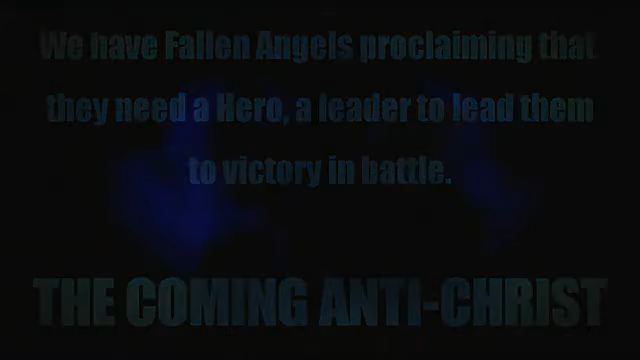 We have Fallen Angels proclaiming that
they need a Hero, a leader to lead them
to victory in battle.
THE COMING ANTI-CHRIST